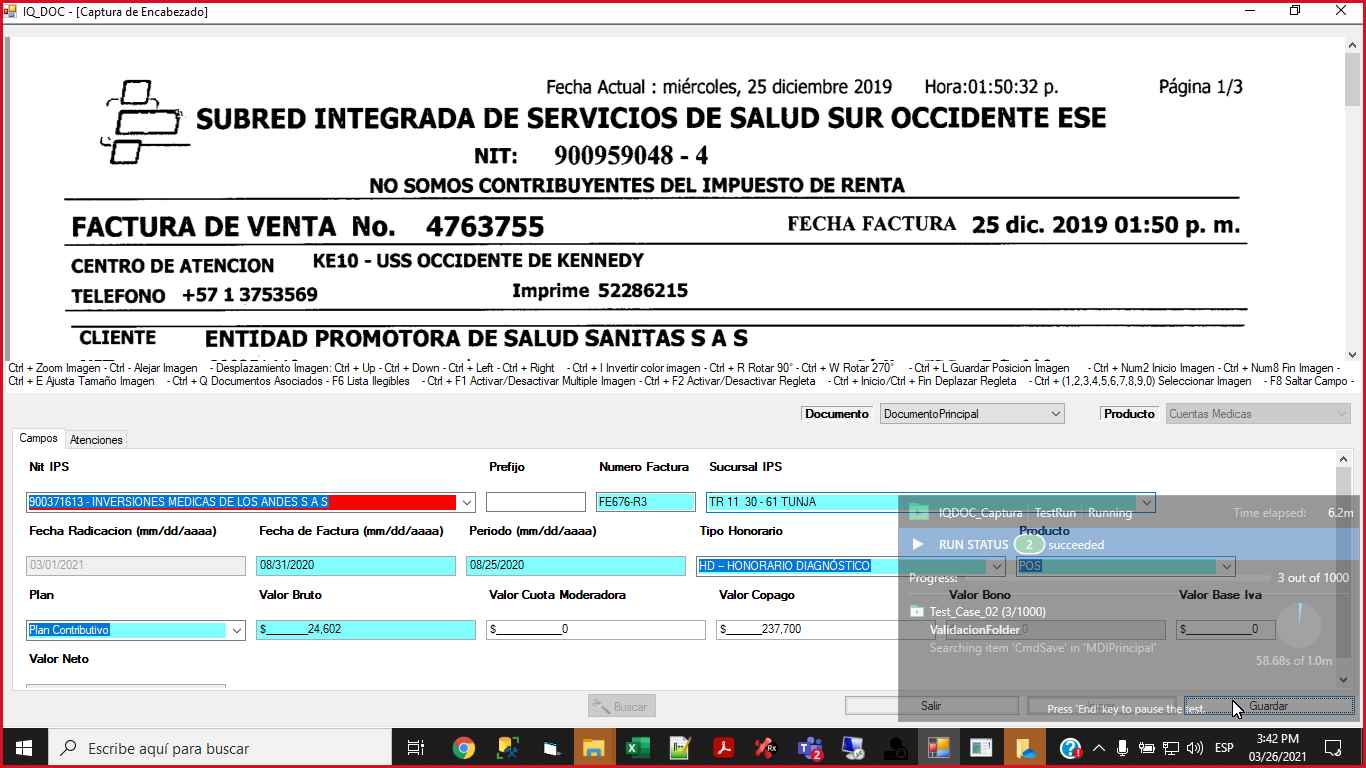 IQ_DOC - [Captura de Encabezado]
Fecha Actual : miércoles, 25 diciembre 2019 Hora:01:50:32 p. Página 1/3
SUBRED INTEGRADA DE SERVICIOS DE SALUD SUR OCCIDENTE ESE
NIT: 900959048 - 4
NO SOMOS CONTRIBUYENTES DEL IMPUESTO DE RENTA
FACTURA DE VENTA No. 4763755 FECHA FACTURA 25 dic. 2019 01:50 p. m.
CENTRO DE ATENCION KE10 - USS OCCIDENTE DE KENNEDY
TELEFONO +57 1 3753569 Imprime 52286215
CLIENTE ENTIDAD PROMOTORA DE SALUD SANITAS S A S
Ctrl + Zoom Imagen - Ctrl - Alejar Imagen - Desplazamiento Imagen: Ctrl + Up - Ctrl + Down - Ctrl + Left - Ctrl + Right - Ctrl + I Invertir color imagen - Ctrl + R Rotar 90° - Ctrl + W Rotar 270° - Ctrl + L Guardar Posicion Imagen - Ctrl + Num2 Inicio Imagen - Ctrl + Num8 Fin Imagen -
Ctrl + E Ajusta Tamaño Imagen - Ctrl + Q Documentos Asociados - F6 Lista Ilegibles - Ctrl + F1 Activar/Desactivar Multiple Imagen - Ctrl + F2 Activar/Desactivar Regleta - Ctrl + Inicio/Ctrl + Fin Deplazar Regleta - Ctrl + (1,2,3,4,5,6,7,8,9,0) Seleccionar Imagen - F8 Saltar Campo -
Documento DocumentoPrincipal Producto Cuentas Medicas
Campos Atenciones
Nit IPS Prefijo Numero Factura Sucursal IPS
900371613 - INVERSIONES MEDICAS DE LOS ANDES S A S FE676-R3 TR 11 30 - 61 TUNJA
IQDOC_Captura TestRun Running Time elapsed: 6.2m
Fecha Radicacion (mm/dd/aaaa) Fecha de Factura (mm/dd/aaaa) Periodo (mm/dd/aaaa) Tipo Honorario Producto
RUN STATUS 2 succeeded
03/01/2021 08/31/2020 08/25/2020 HD – HONORARIO DIAGNÓSTICO POS
Progress: 3 out of 1000
Plan Valor Bruto Valor Cuota Moderadora Valor Copago Valor Bono Valor Base Iva
Test_Case_02 (3/1000)
Plan Contributivo $_______24,602 $___________0 $______237,700 0 $___________0
ValidacionFolder
Searching item 'CmdSave' in 'MDIPrincipal'
Valor Neto 58.68s of 1.0m
Buscar Salir Guardar
Press 'End' key to pause the test.
Escribe aquí para buscar 2 ESP 3:42 PM
03/26/2021